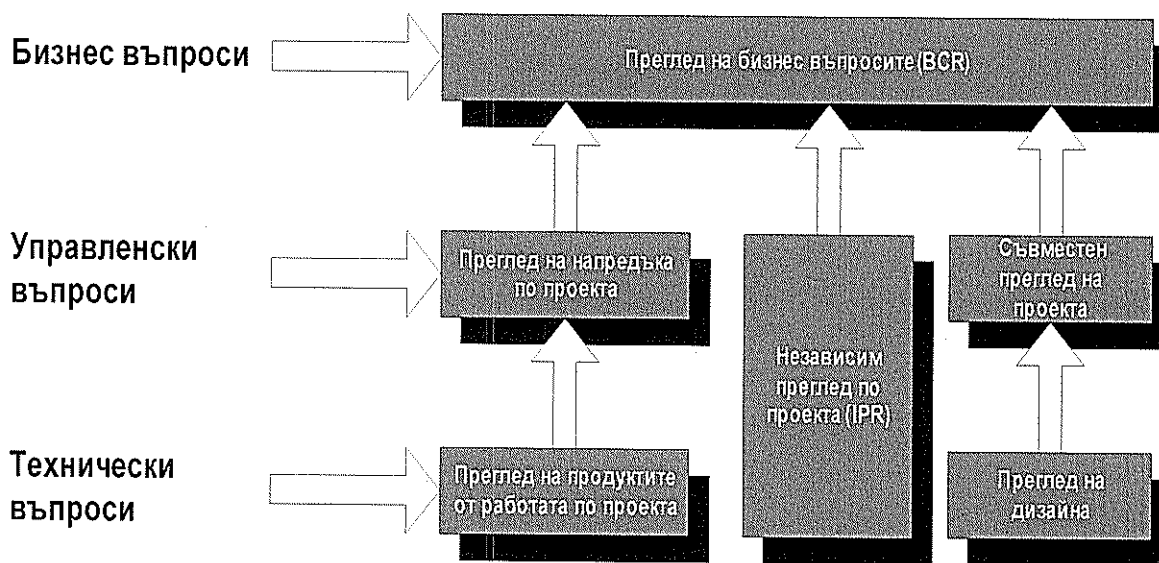 Бизнес въпроси
Преглед на бизнес въпросите (BCR)
Управленски
въпроси
Преглед на напредъка
по проекта
Съвместен
преглед на
проекта
Независим
преглед по
проекта (IPR)
Технически
въпроси
Преглед на продуктите
от работата по проекта
Преглед на
дизайна